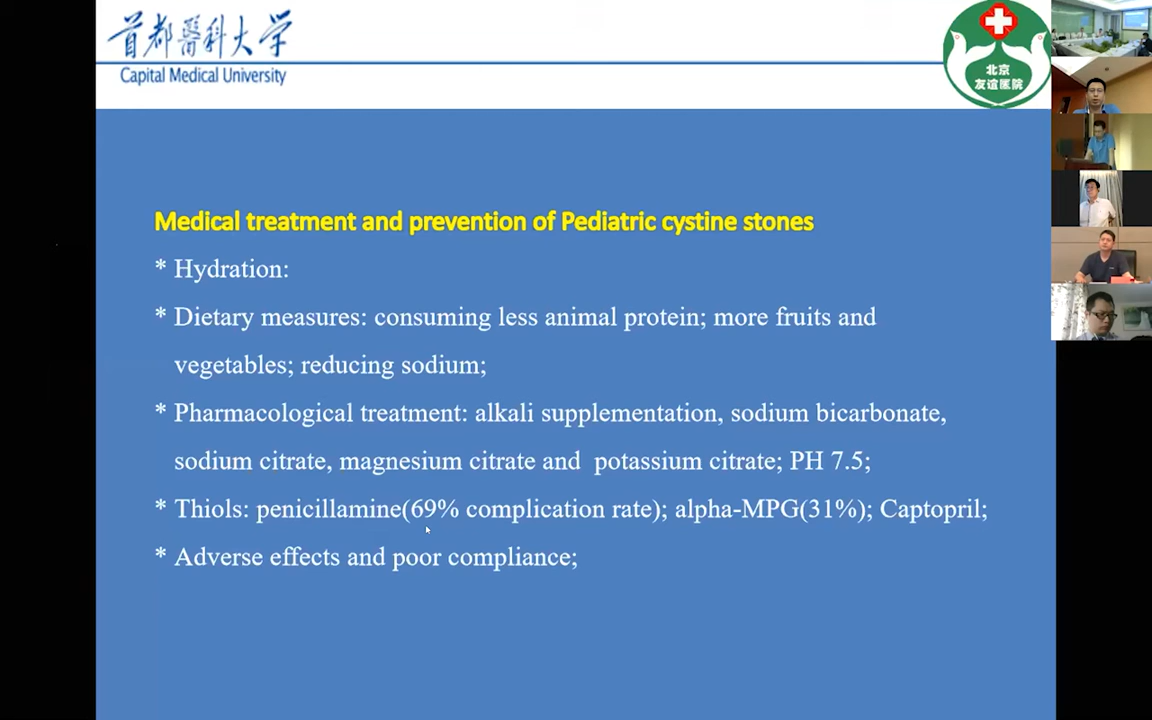 首都醫科大学
Capital Medical University
北京
友谊医院
Medical treatment and prevention of Pediatric cystine stones
* Hydration:
* Dietary measures: consuming less animal protein; more fruits and
vegetables; reducing sodium;
* Pharmacological treatment: alkali supplementation, sodium bicarbonate,
sodium citrate, magnesium citrate and potassium citrate; PH 7.5;
* Thiols: penicillamine(69% complication rate); alpha-MPG(31%); Captopril;
* Adverse effects and poor compliance;